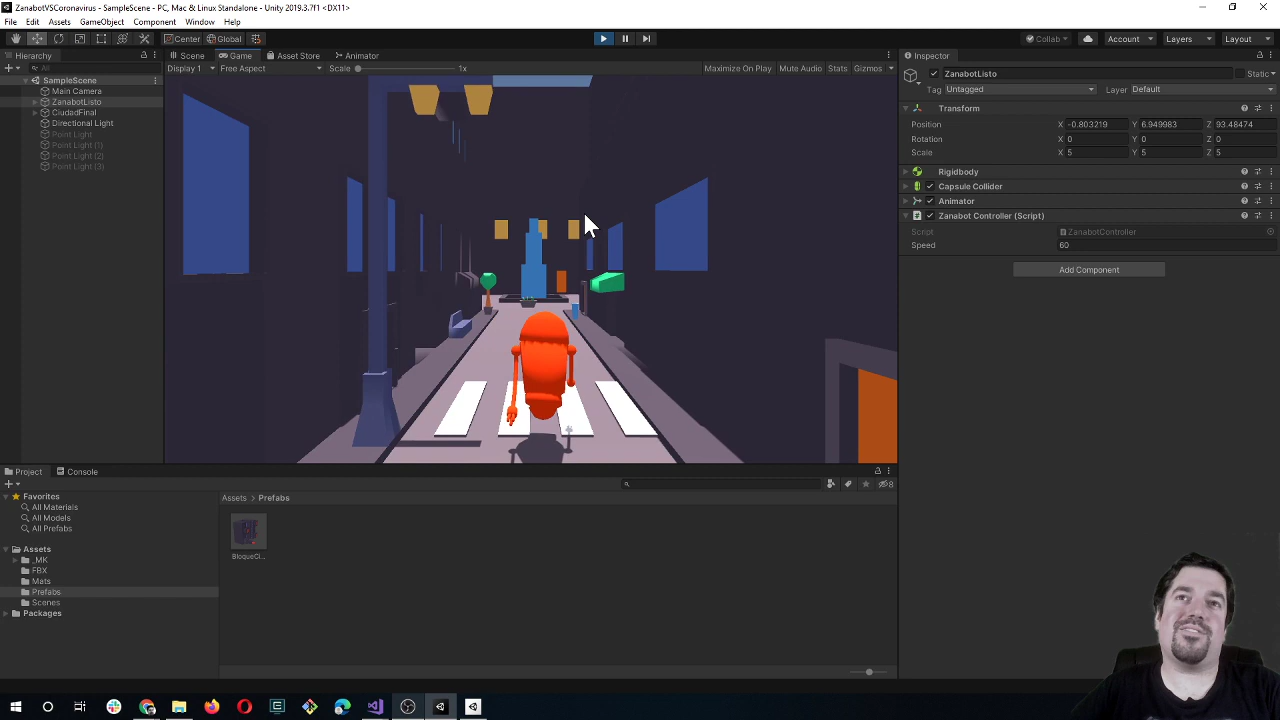 ZanabotVSCoronavirus - SampleScene - PC, Mac & Linux Standalone - Unity 2019.3.7f1 <DX11>
File Edit Assets GameObject Component Window Help
Center Global Collab Account Layers Layout
Hierarchy Scene Game Asset Store Animator Inspector
All Display 1 Free Aspect Scale 1x Maximize On Play Mute Audio Stats Gizmos
SampleScene
Main Camera
ZanabotListo
CiudadFinal
Directional Light
Point Light
Point Light (1)
Point Light (2)
Point Light (3)
ZanabotListo Static
Tag Untagged Layer Default
Transform
Position X -0.803219 Y 6.949983 Z 93.48474
Rotation X 0 Y 0 Z 0
Scale X 5 Y 5 Z 5
Rigidbody
Capsule Collider
Animator
Zanabot Controller (Script)
Script ZanabotController
Speed 60
Add Component
Project Console
8
Favorites
All Materials
All Models
All Prefabs
Assets
_MK
FBX
Mats
Prefabs
Scenes
Packages
Assets > Prefabs
BloqueCi...